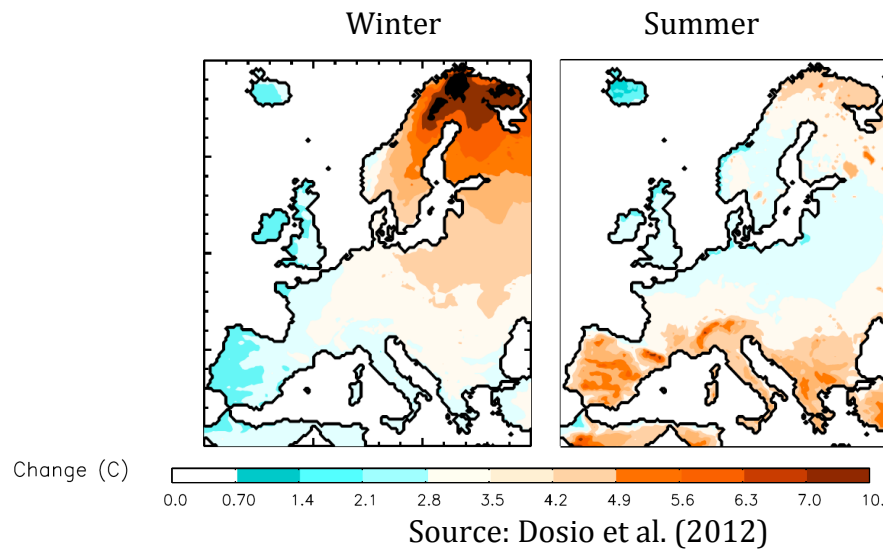 Winter Summer
Change (C)
0.0 0.70 1.4 2.1 2.8 3.5 4.2 4.9 5.6 6.3 7.0 10.
Source: Dosio et al. (2012)